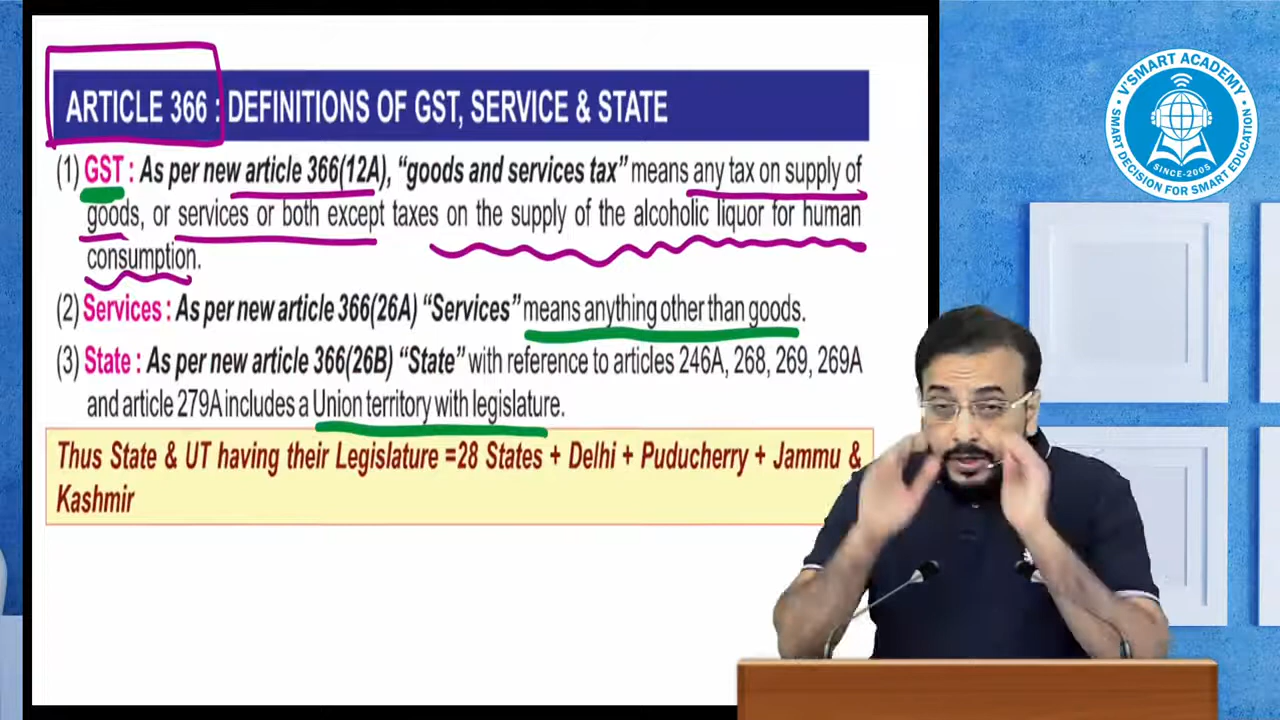 ARTICLE 366 : DEFINITIONS OF GST, SERVICE & STATE
(1) GST : As per new article 366(12A), “goods and services tax” means any tax on supply of
goods, or services or both except taxes on the supply of the alcoholic liquor for human
consumption.
(2) Services : As per new article 366(26A) “Services” means anything other than goods.
(3) State : As per new article 366(26B) “State” with reference to articles 246A, 268, 269, 269A
and article 279A includes a Union territory with legislature.
Thus State & UT having their Legislature =28 States + Delhi + Puducherry + Jammu &
Kashmir
V'SMART ACADEMY
SINCE-2005
• SMART DECISION FOR SMART EDUCATION •